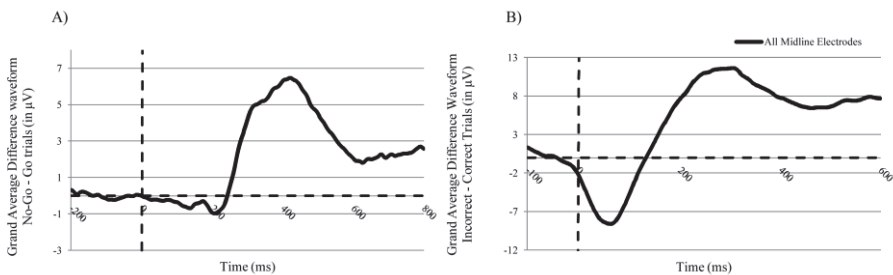 A)
Grand Average Difference waveform
No-Go - Go trials (in µV)
7
5
3
1
-1
-3
-200
0
200
400
600
800
Time (ms)
B)
All Midline Electrodes
Grand Average Difference Waveform
Incorrect - Correct Trials (in µV)
13
8
3
-2
-7
-12
-100
0
200
400
600
Time (ms)